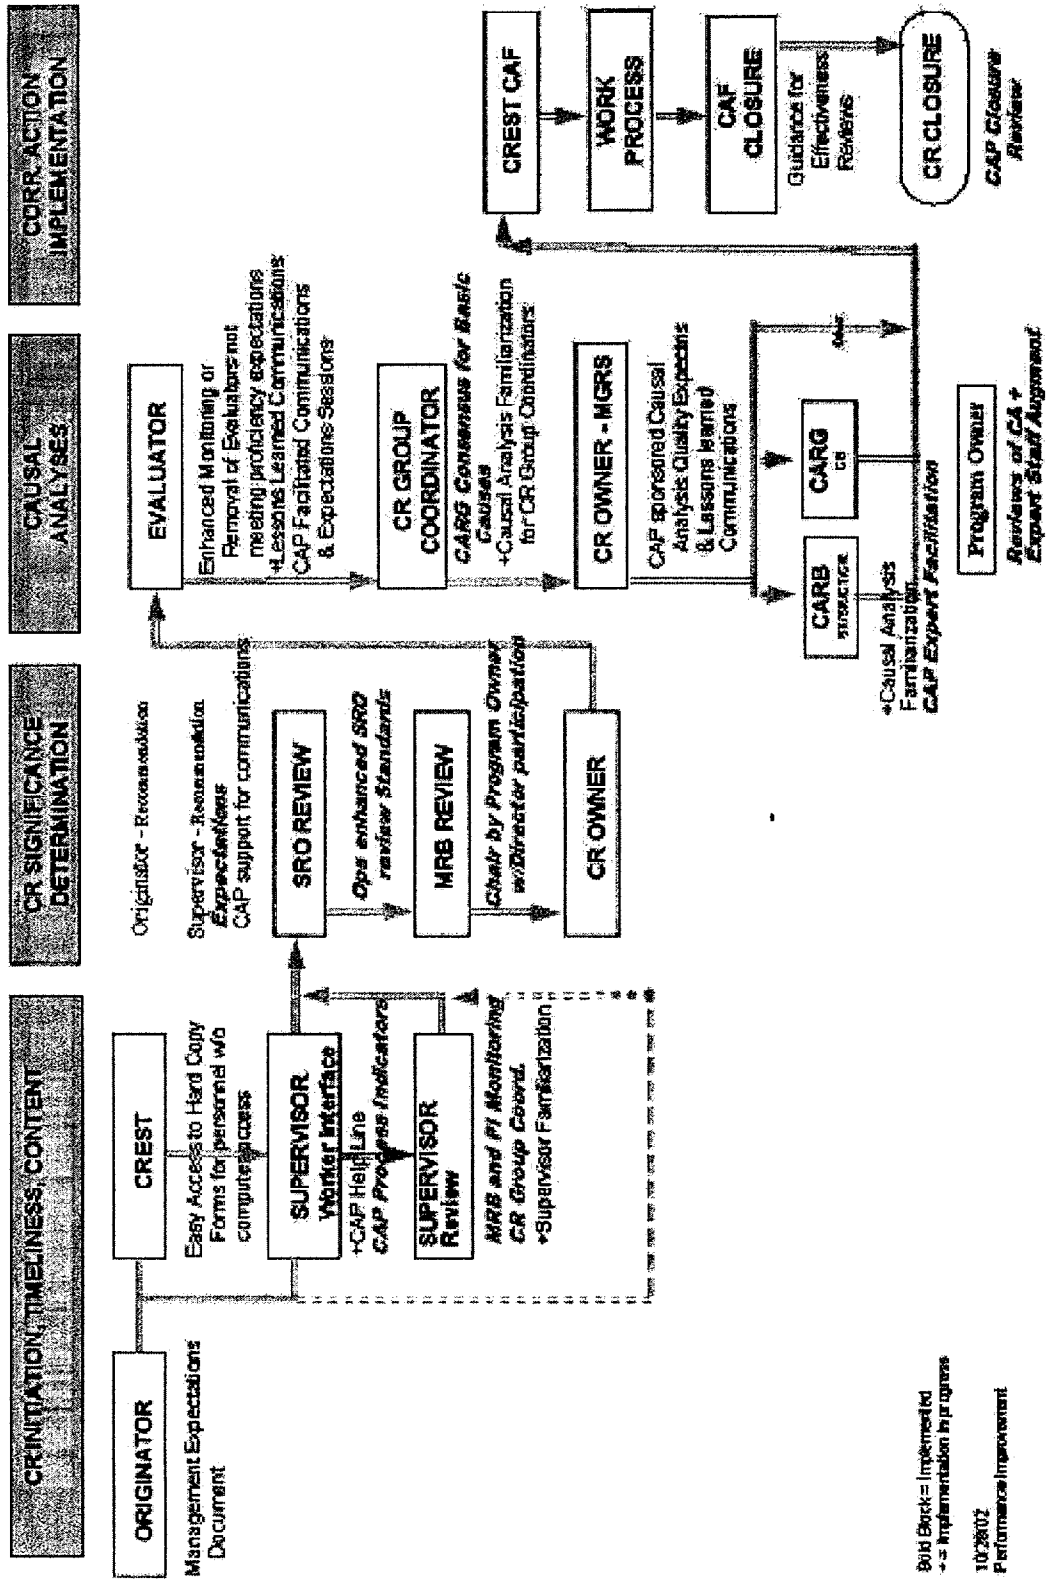 CR INITIATION, TIMELINESS, CONTENT
CR SIGNIFICANCE
DETERMINATION
CAUSAL
ANALYSES
CORR. ACTION
IMPLEMENTATION
ORIGINATOR
Management Expectations
Document
CREST
Easy Access to Hard Copy
Forms for personnel w/o
computer access
SUPERVISOR
Worker Interface
+CAP Help Line
CAP Process Indicators
SUPERVISOR
Review
MRB and PI Monitoring
CR Group Coord.
+Supervisor Familiarization
Originator - Recommendation
Supervisor - Recommendation
Expectations
CAP support for communications
SRO REVIEW
Ops enhanced SRO
review Standards
MRB REVIEW
Chair by Program Owner
w/Director participation
CR OWNER
EVALUATOR
Enhanced Monitoring or
Removal of Evaluators not
meeting proficiency expectations
+Lessons Learned Communications
CAP Facilitated Communications
& Expectations Sessions
CR GROUP
COORDINATOR
CARG Consensus for Basic
Causes
+Causal Analysis Familiarization
for CR Group Coordinators
CR OWNER - MGRS
CAP sponsored Causal
Analysis Quality Expectns
& Lessons learned
Communications
CARB
CARG
+Causal Analysis
Familiarization
CAP Expert Facilitation
Program Owner
Reviews of CA +
Expert Staff Augment
CREST CAF
WORK
PROCESS
CAF
CLOSURE
Guidance for
Effectiveness
Reviews
CR CLOSURE
CAP Closure
Review
Bold Block = Implemented
+ = Implementation in progress
10/28/02
Performance Improvement